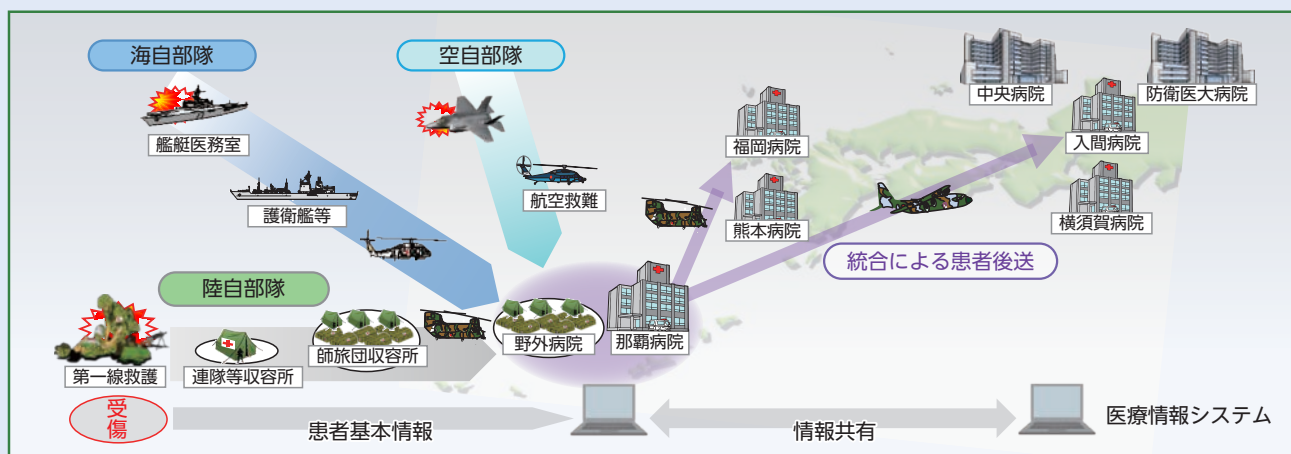 海自部隊
空自部隊
艦艇医務室
護衛艦等
航空救難
中央病院
防衛医大病院
福岡病院
入間病院
熊本病院
横須賀病院
統合による患者後送
陸自部隊
第一線救護
連隊等収容所
師旅団収容所
野外病院
那覇病院
受
傷
患者基本情報
情報共有
医療情報システム